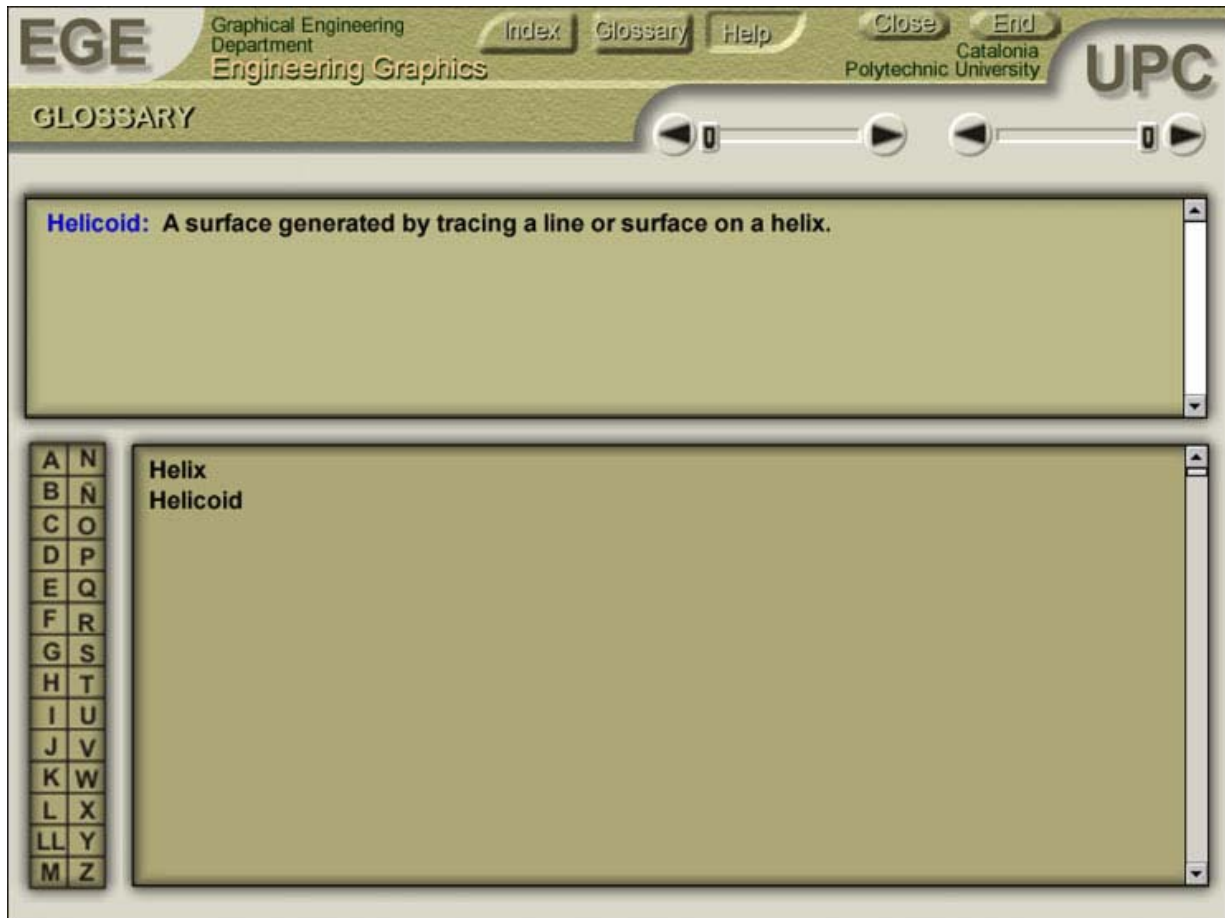 EGE
Graphical Engineering
Department
Engineering Graphics
Index
Glossary
Help
Close
End
Catalonia
Polytechnic University
UPC
GLOSSARY
Helicoid: A surface generated by tracing a line or surface on a helix.
A N
B Ñ
C O
D P
E Q
F R
G S
H T
I U
J V
K W
L X
LL Y
M Z
Helix
Helicoid